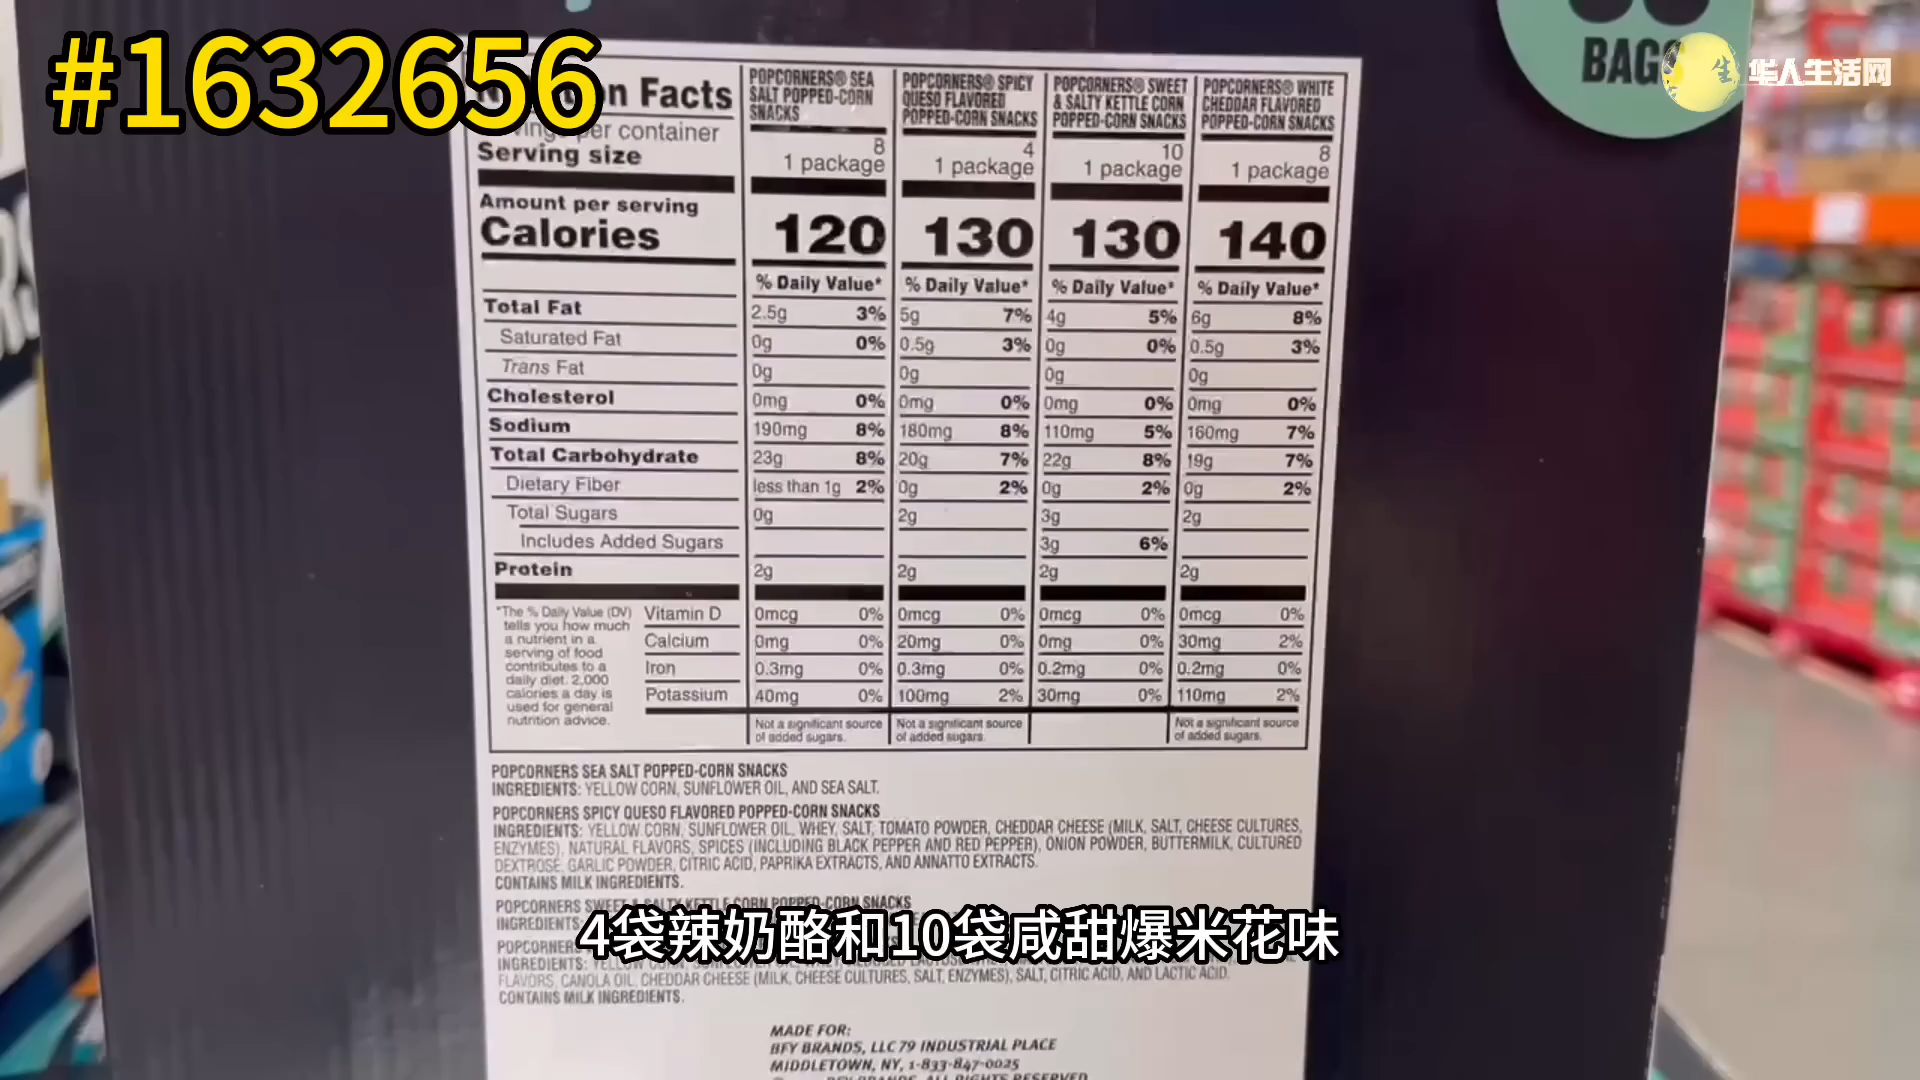 #1632656
BAGS
生
华人生活网
n Facts
er container
Serving size
Amount per serving
Calories
POPCORNERS® SEA
SALT POPPED-CORN
SNACKS
8
1 package
120
POPCORNERS® SPICY
QUESO FLAVORED
POPPED-CORN SNACKS
4
1 package
130
POPCORNERS® SWEET
& SALTY KETTLE CORN
POPPED-CORN SNACKS
10
1 package
130
POPCORNERS® WHITE
CHEDDAR FLAVORED
POPPED-CORN SNACKS
8
1 package
140
% Daily Value* % Daily Value* % Daily Value* % Daily Value*
Total Fat 2.5g 3% 5g 7% 4g 5% 6g 8%
Saturated Fat 0g 0% 0.5g 3% 0g 0% 0.5g 3%
Trans Fat 0g 0g 0g 0g
Cholesterol 0mg 0% 0mg 0% 0mg 0% 0mg 0%
Sodium 190mg 8% 180mg 8% 110mg 5% 160mg 7%
Total Carbohydrate 23g 8% 20g 7% 22g 8% 19g 7%
Dietary Fiber less than 1g 2% 0g 2% 0g 2% 0g 2%
Total Sugars 0g 2g 3g 2g
Includes Added Sugars 3g 6%
Protein 2g 2g 2g 2g
Vitamin D 0mcg 0% 0mcg 0% 0mcg 0% 0mcg 0%
Calcium 0mg 0% 20mg 0% 0mg 0% 30mg 2%
Iron 0.3mg 0% 0.3mg 0% 0.2mg 0% 0.2mg 0%
Potassium 40mg 0% 100mg 2% 30mg 0% 110mg 2%
*The % Daily Value (DV)
tells you how much
a nutrient in a
serving of food
contributes to a
daily diet. 2,000
calories a day is
used for general
nutrition advice.
Not a significant source
of added sugars.
Not a significant source
of added sugars.
Not a significant source
of added sugars.
POPCORNERS SEA SALT POPPED-CORN SNACKS
INGREDIENTS: YELLOW CORN, SUNFLOWER OIL, AND SEA SALT.
POPCORNERS SPICY QUESO FLAVORED POPPED-CORN SNACKS
INGREDIENTS: YELLOW CORN, SUNFLOWER OIL, WHEY, SALT, TOMATO POWDER, CHEDDAR CHEESE (MILK, SALT, CHEESE CULTURES,
ENZYMES), NATURAL FLAVORS, SPICES (INCLUDING BLACK PEPPER AND RED PEPPER), ONION POWDER, BUTTERMILK, CULTURED
DEXTROSE, GARLIC POWDER, CITRIC ACID, PAPRIKA EXTRACTS, AND ANNATTO EXTRACTS.
CONTAINS MILK INGREDIENTS.
POPCORNERS SWEET & SALTY KETTLE CORN POPPED-CORN SNACKS
INGREDIENTS:
4袋辣奶酪和10袋咸甜爆米花味
POPCORNERS
INGREDIENTS: YELLOW CORN, SUNFLOWER OIL,
FLAVORS, CANOLA OIL, CHEDDAR CHEESE (MILK, CHEESE CULTURES, SALT, ENZYMES), SALT, CITRIC ACID, AND LACTIC ACID.
CONTAINS MILK INGREDIENTS.
MADE FOR:
BFY BRANDS, LLC 79 INDUSTRIAL PLACE
MIDDLETOWN, NY, 1-833-847-0025
BFY BRANDS. ALL RIGHTS RESERVED